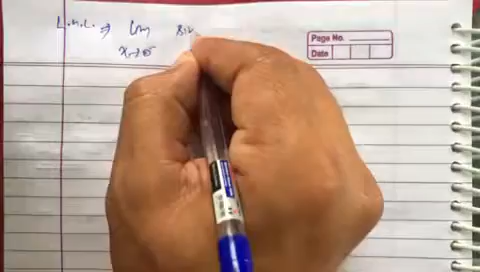 L.H.L. ⇒ lim sin
x→0⁻
Page No.
Date